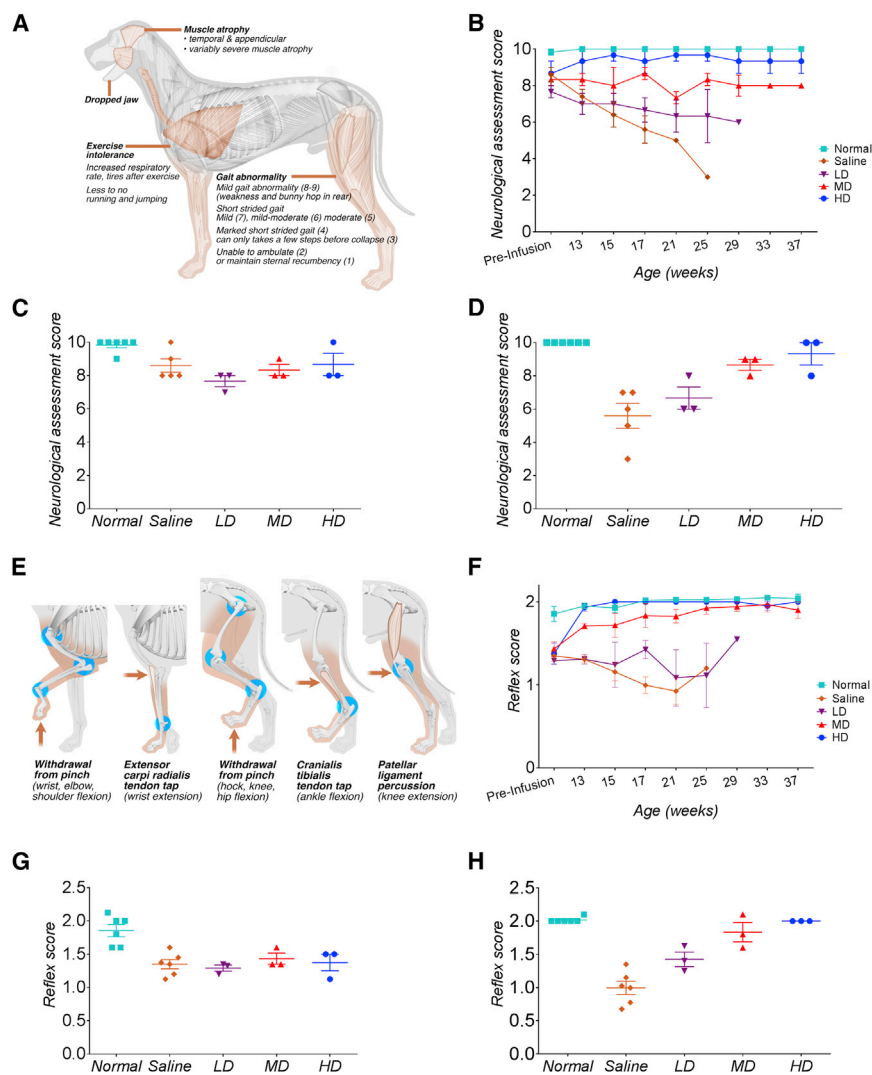 A
Muscle atrophy
• temporal & appendicular
• variably severe muscle atrophy
Dropped jaw
Exercise
intolerance
Increased respiratory
rate, tires after exercise
Less to no
running and jumping
Gait abnormality
Mild gait abnormality (8-9)
(weakness and bunny hop in rear)
Short strided gait
Mild (7), mild-moderate (6) moderate (5)
Marked short strided gait (4)
can only takes a few steps before collapse (3)
Unable to ambulate (2)
or maintain sternal recumbency (1)
B
Neurological assessment score
10
8
6
4
2
0
Pre-Infusion
13
15
17
21
25
29
33
37
Age (weeks)
Normal
Saline
LD
MD
HD
C
Neurological assessment score
10
8
6
4
2
0
Normal
Saline
LD
MD
HD
D
Neurological assessment score
10
8
6
4
2
0
Normal
Saline
LD
MD
HD
E
Withdrawal
from pinch
(wrist, elbow,
shoulder flexion)
Extensor
carpi radialis
tendon tap
(wrist extension)
Withdrawal
from pinch
(hock, knee,
hip flexion)
Cranialis
tibialis
tendon tap
(ankle flexion)
Patellar
ligament
percussion
(knee extension)
F
Reflex score
2
1
0
Pre-Infusion
13
15
17
21
25
29
33
37
Age (weeks)
Normal
Saline
LD
MD
HD
G
Reflex score
2.5
2.0
1.5
1.0
0.5
0.0
Normal
Saline
LD
MD
HD
H
Reflex score
2.5
2.0
1.5
1.0
0.5
0.0
Normal
Saline
LD
MD
HD